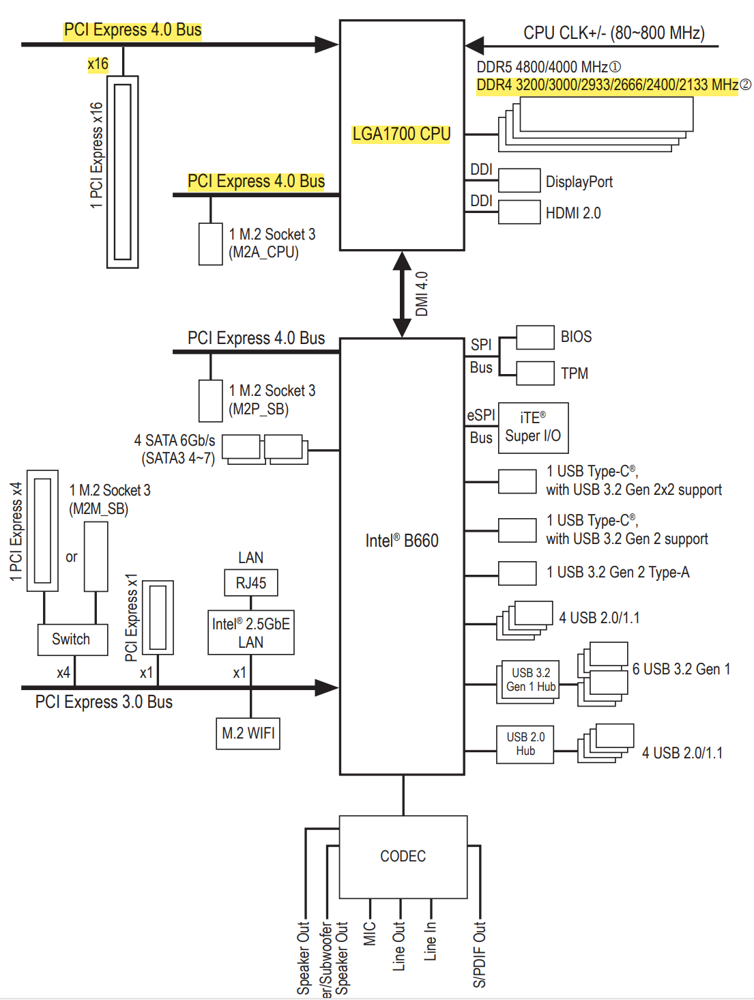 PCI Express 4.0 Bus
x16
1 PCI Express x16
CPU CLK+/- (80~800 MHz)
DDR5 4800/4000 MHz①
DDR4 3200/3000/2933/2666/2400/2133 MHz②
LGA1700 CPU
PCI Express 4.0 Bus
1 M.2 Socket 3
(M2A_CPU)
DDI
DisplayPort
DDI
HDMI 2.0
DMI 4.0
PCI Express 4.0 Bus
1 M.2 Socket 3
(M2P_SB)
4 SATA 6Gb/s
(SATA3 4~7)
SPI
Bus
BIOS
TPM
eSPI
Bus
iTE®
Super I/O
1 USB Type-C®,
with USB 3.2 Gen 2x2 support
1 USB Type-C®,
with USB 3.2 Gen 2 support
Intel® B660
1 USB 3.2 Gen 2 Type-A
4 USB 2.0/1.1
USB 3.2
Gen 1 Hub
6 USB 3.2 Gen 1
USB 2.0
Hub
4 USB 2.0/1.1
1 PCI Express x4
1 M.2 Socket 3
(M2M_SB)
or
Switch
x4
PCI Express x1
x1
LAN
RJ45
Intel® 2.5GbE
LAN
x1
PCI Express 3.0 Bus
M.2 WIFI
CODEC
Speaker Out
er/Subwoofer
Speaker Out
MIC
Line Out
Line In
S/PDIF Out